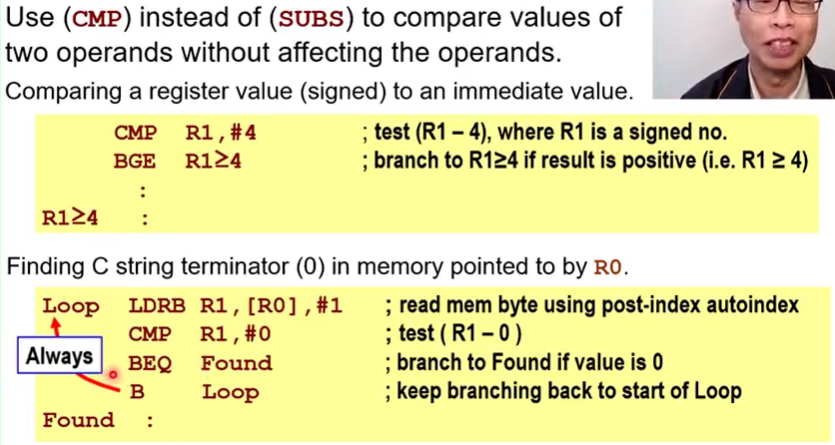 Use (CMP) instead of (SUBS) to compare values of
two operands without affecting the operands.
Comparing a register value (signed) to an immediate value.
CMP R1,#4 ; test (R1 – 4), where R1 is a signed no.
BGE R1≥4 ; branch to R1≥4 if result is positive (i.e. R1 ≥ 4)
:
R1≥4 :
Finding C string terminator (0) in memory pointed to by R0.
Loop LDRB R1,[R0],#1 ; read mem byte using post-index autoindex
CMP R1,#0 ; test ( R1 – 0 )
Always
BEQ Found ; branch to Found if value is 0
B Loop ; keep branching back to start of Loop
Found :